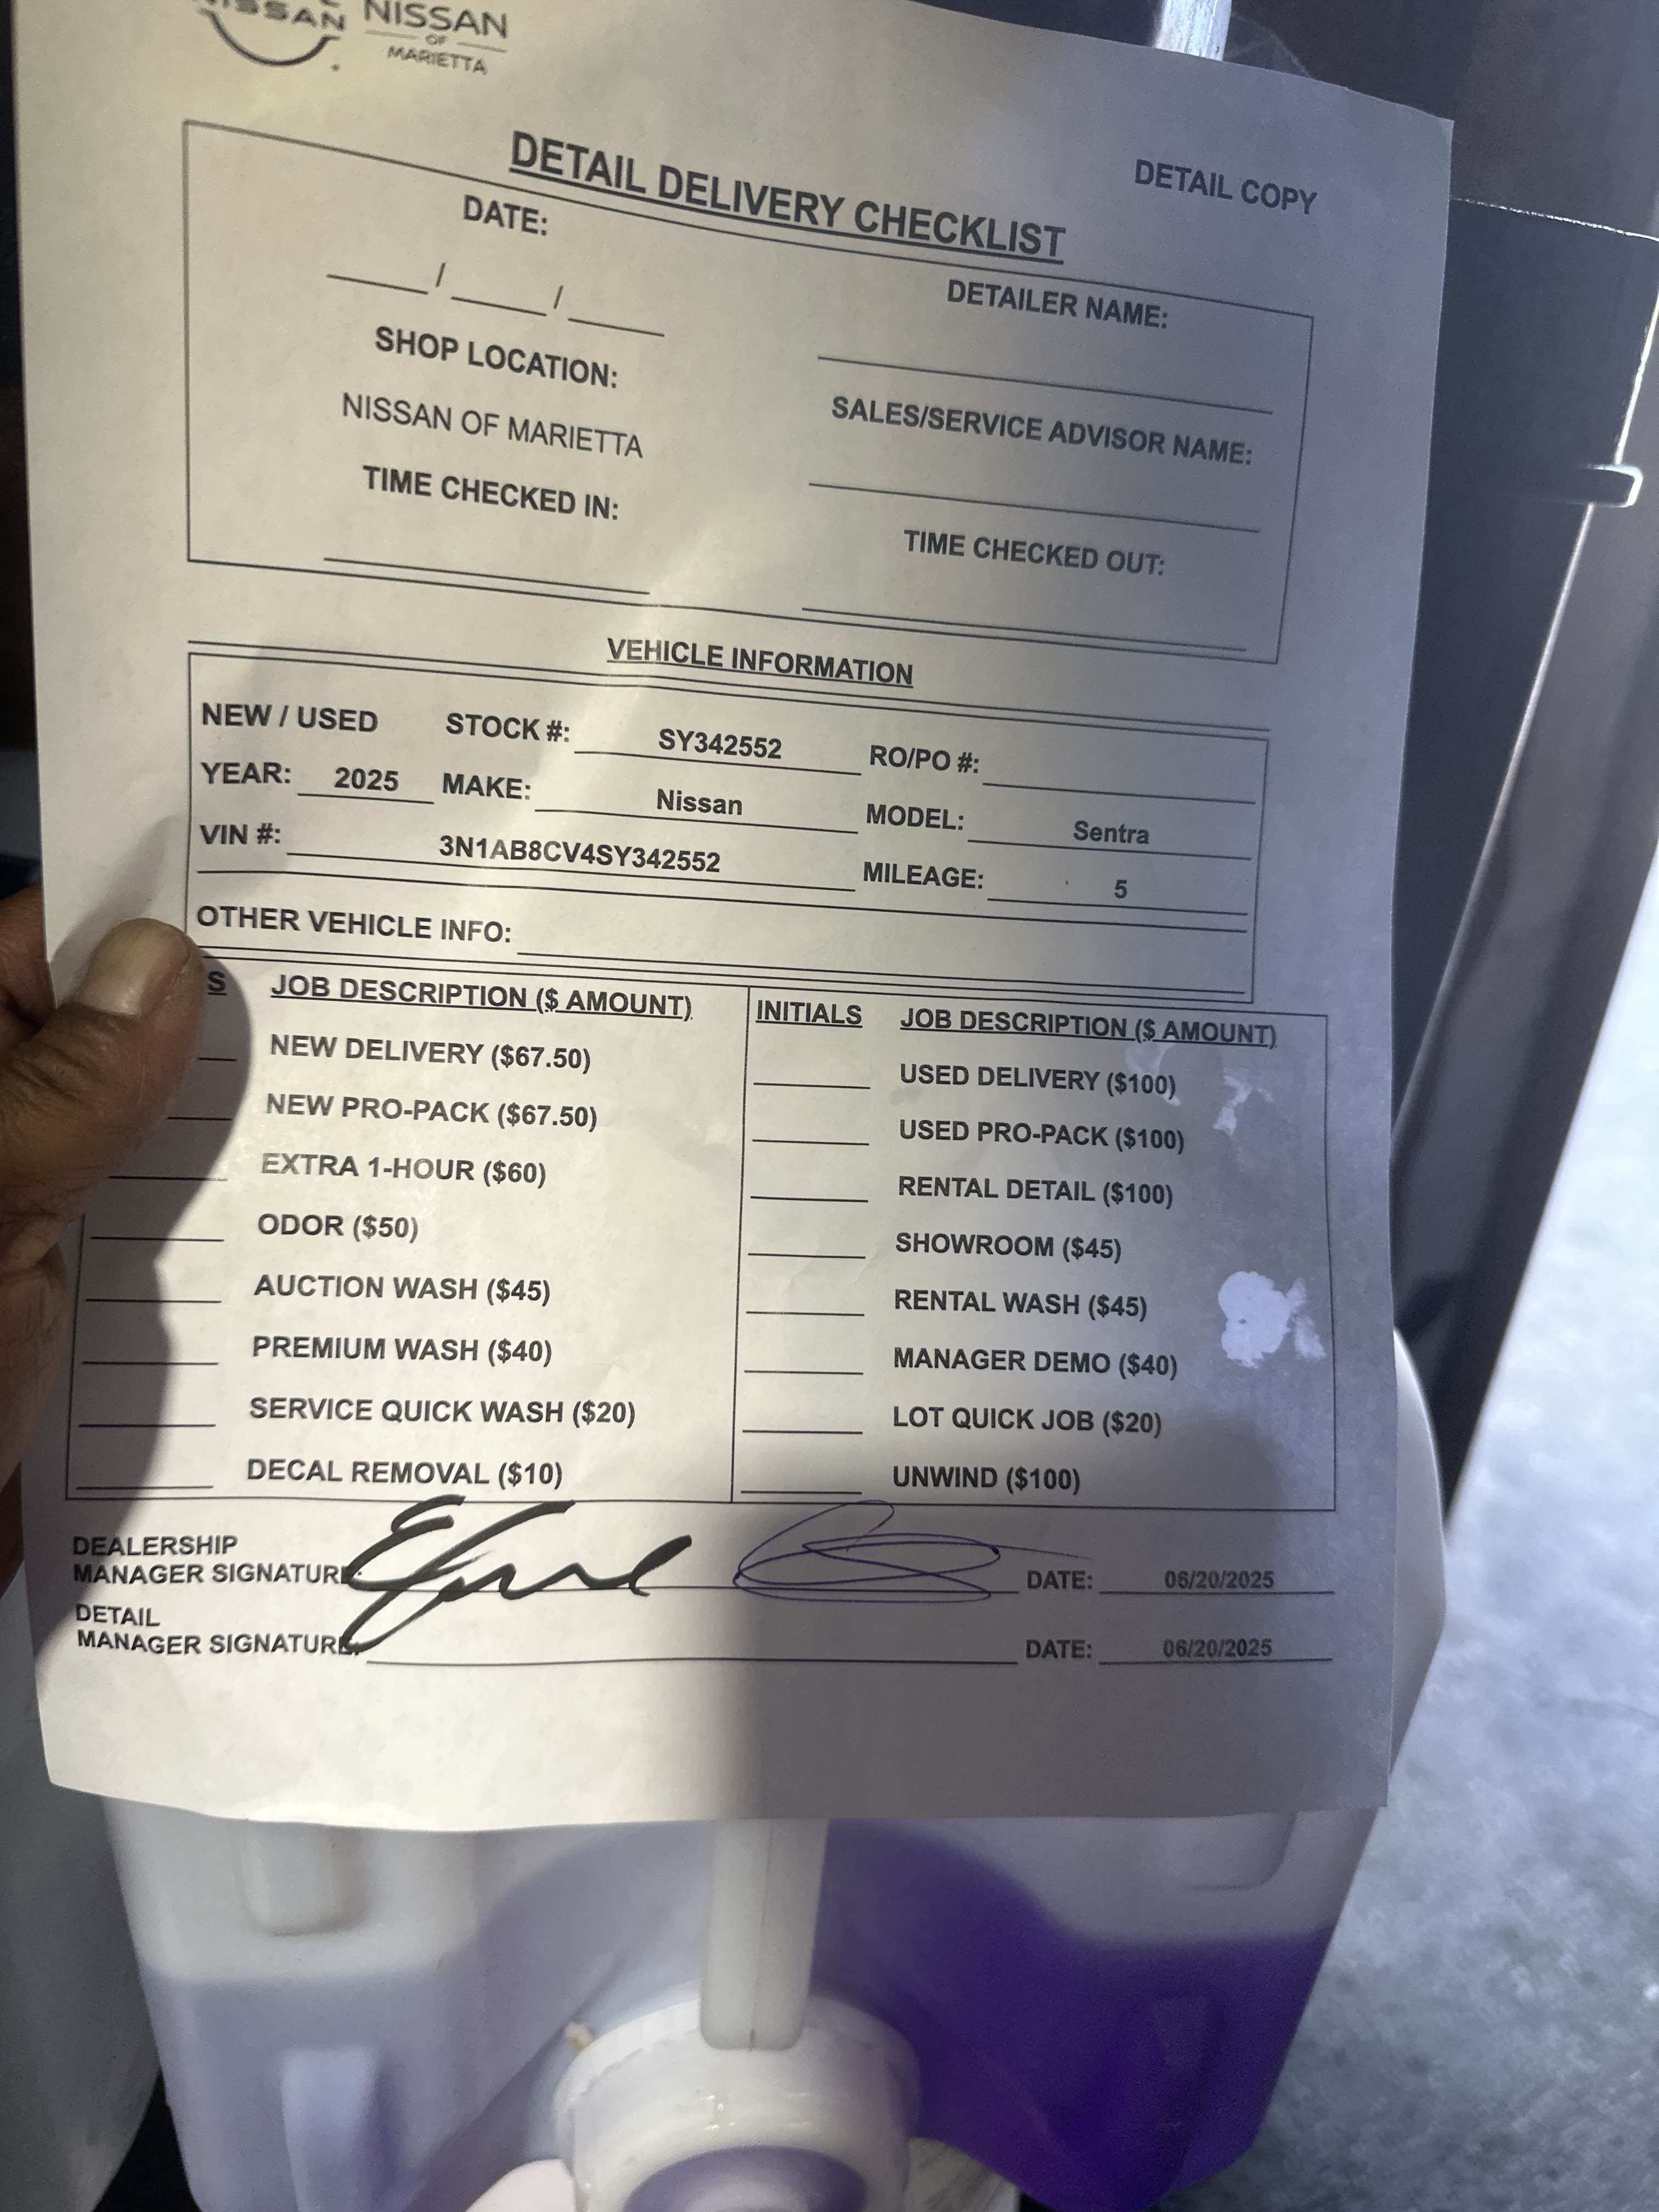 NISSAN
NISSAN
OF
MARIETTA
DETAIL COPY
DETAIL DELIVERY CHECKLIST
DATE:
____/____/____
DETAILER NAME:
SHOP LOCATION:
NISSAN OF MARIETTA
SALES/SERVICE ADVISOR NAME:
TIME CHECKED IN:
TIME CHECKED OUT:
VEHICLE INFORMATION
NEW / USED STOCK #: SY342552 RO/PO #:
YEAR: 2025 MAKE: Nissan MODEL: Sentra
VIN #: 3N1AB8CV4SY342552 MILEAGE: 5
OTHER VEHICLE INFO:
S JOB DESCRIPTION ($ AMOUNT) INITIALS JOB DESCRIPTION ($ AMOUNT)
NEW DELIVERY ($67.50) USED DELIVERY ($100)
NEW PRO-PACK ($67.50) USED PRO-PACK ($100)
EXTRA 1-HOUR ($60) RENTAL DETAIL ($100)
ODOR ($50) SHOWROOM ($45)
AUCTION WASH ($45) RENTAL WASH ($45)
PREMIUM WASH ($40) MANAGER DEMO ($40)
SERVICE QUICK WASH ($20) LOT QUICK JOB ($20)
DECAL REMOVAL ($10) UNWIND ($100)
DEALERSHIP
MANAGER SIGNATURE: DATE: 06/20/2025
DETAIL
MANAGER SIGNATURE: DATE: 06/20/2025